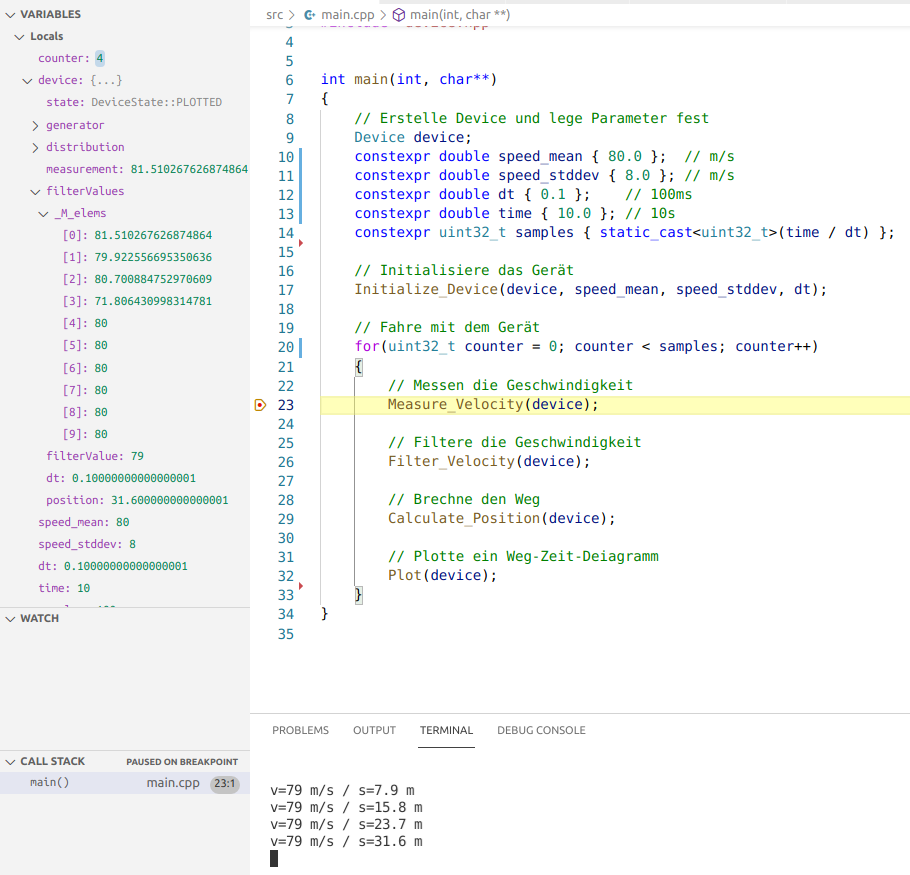 VARIABLES
Locals
counter: 4
device: {...}
state: DeviceState::PLOTTED
generator
distribution
measurement: 81.510267626874864
filterValues
_M_elems
[0]: 81.510267626874864
[1]: 79.922556695350636
[2]: 80.700884752970609
[3]: 71.806430998314781
[4]: 80
[5]: 80
[6]: 80
[7]: 80
[8]: 80
[9]: 80
filterValue: 79
dt: 0.10000000000000001
position: 31.600000000000001
speed_mean: 80
speed_stddev: 8
dt: 0.10000000000000001
time: 10
WATCH
CALL STACK PAUSED ON BREAKPOINT
main() main.cpp 23:1
src > main.cpp > main(int, char **)
4
5
6 int main(int, char**)
7 {
8 // Erstelle Device und lege Parameter fest
9 Device device;
10 constexpr double speed_mean { 80.0 }; // m/s
11 constexpr double speed_stddev { 8.0 }; // m/s
12 constexpr double dt { 0.1 }; // 100ms
13 constexpr double time { 10.0 }; // 10s
14 constexpr uint32_t samples { static_cast<uint32_t>(time / dt) };
15
16 // Initialisiere das Gerät
17 Initialize_Device(device, speed_mean, speed_stddev, dt);
18
19 // Fahre mit dem Gerät
20 for(uint32_t counter = 0; counter < samples; counter++)
21 {
22 // Messen die Geschwindigkeit
23 Measure_Velocity(device);
24
25 // Filtere die Geschwindigkeit
26 Filter_Velocity(device);
27
28 // Brechne den Weg
29 Calculate_Position(device);
30
31 // Plotte ein Weg-Zeit-Deiagramm
32 Plot(device);
33 }
34 }
35
PROBLEMS OUTPUT TERMINAL DEBUG CONSOLE
v=79 m/s / s=7.9 m
v=79 m/s / s=15.8 m
v=79 m/s / s=23.7 m
v=79 m/s / s=31.6 m